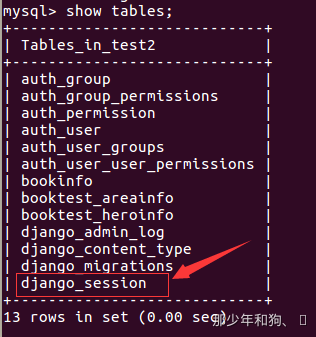 mysql> show tables;
+----------------------------+
| Tables_in_test2            |
+----------------------------+
| auth_group                 |
| auth_group_permissions     |
| auth_permission            |
| auth_user                  |
| auth_user_groups           |
| auth_user_user_permissions |
| bookinfo                   |
| booktest_areainfo          |
| booktest_heroinfo          |
| django_admin_log           |
| django_content_type        |
| django_migrations          |
| django_session             |
+----------------------------+
13 rows in set (0.00 sec)
那少年和狗、